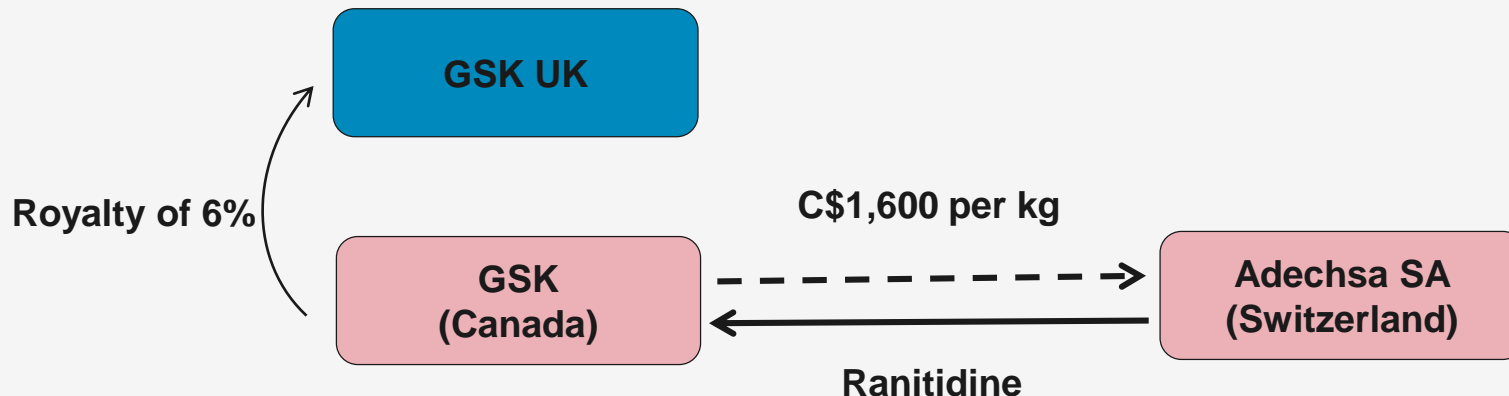 GSK UK
Royalty of 6%
C$1,600 per kg
GSK
(Canada)
Adechsa SA
(Switzerland)
Ranitidine